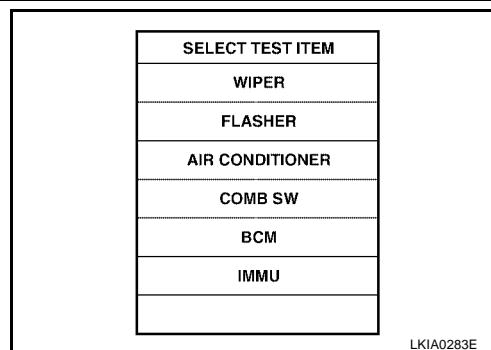 SELECT TEST ITEM
WIPER
FLASHER
AIR CONDITIONER
COMB SW
BCM
IMMU
LKIA0283E